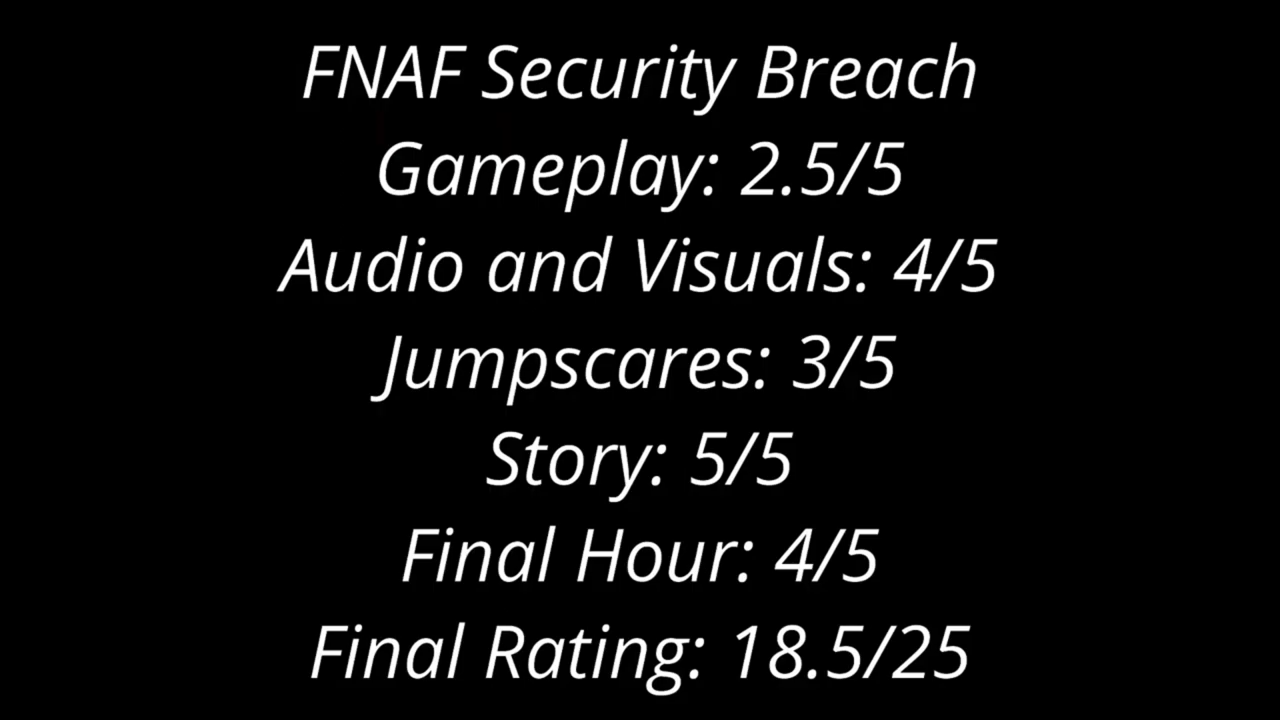 FNAF Security Breach
Gameplay: 2.5/5
Audio and Visuals: 4/5
Jumpscares: 3/5
Story: 5/5
Final Hour: 4/5
Final Rating: 18.5/25